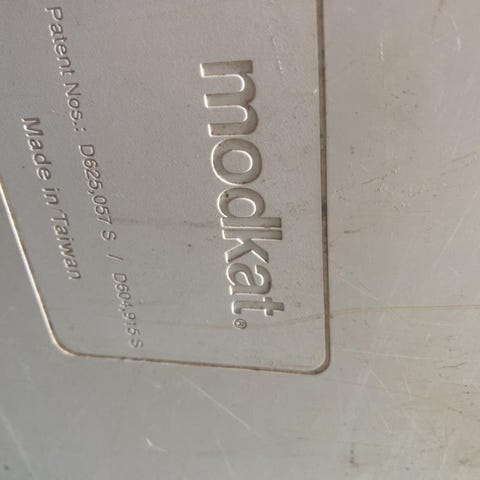 modkat®
Patent Nos.: D625,057 S / D604,915 S
Made in Taiwan